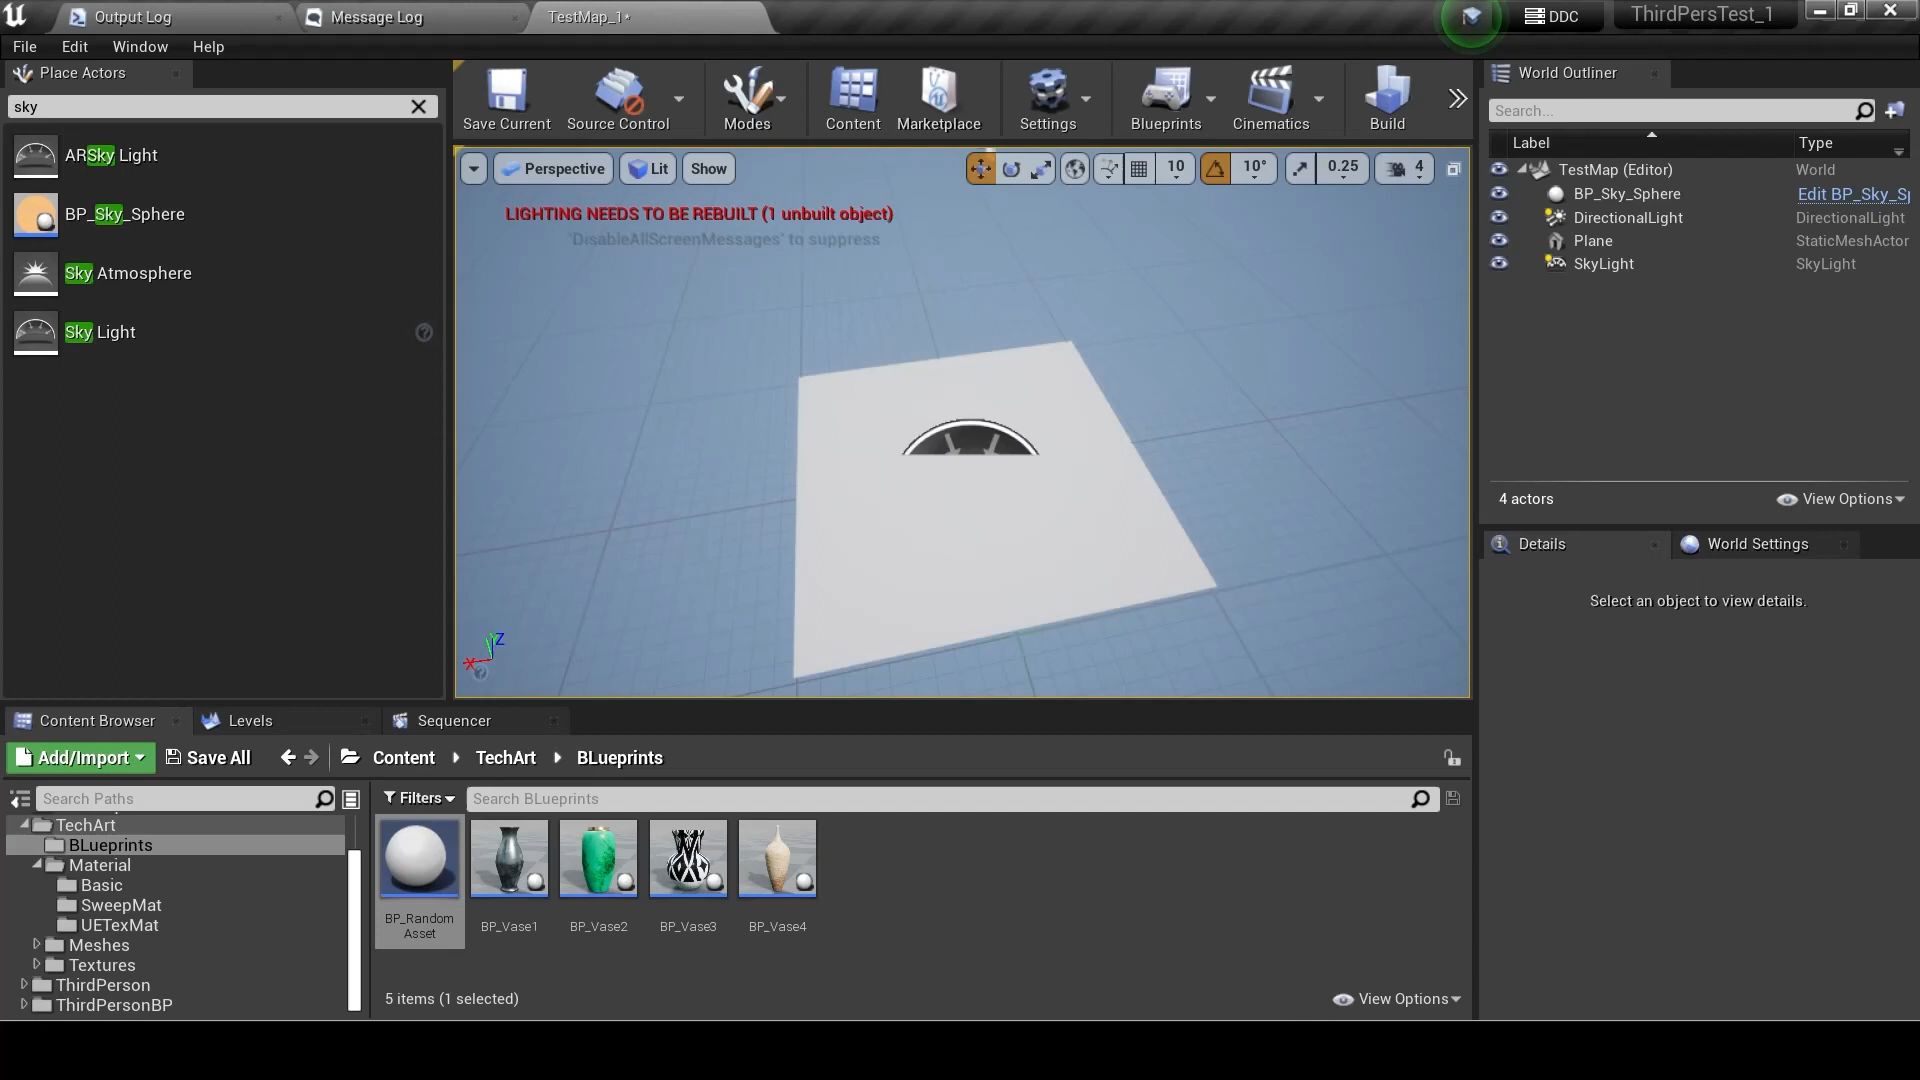 Output Log
Message Log
TestMap_1*
DDC
ThirdPersTest_1
File Edit Window Help
Place Actors
sky
ARSky Light
BP_Sky_Sphere
Sky Atmosphere
Sky Light
Save Current
Source Control
Modes
Content
Marketplace
Settings
Blueprints
Cinematics
Build
Perspective
Lit
Show
10
10°
0.25
4
LIGHTING NEEDS TO BE REBUILT (1 unbuilt object)
'DisableAllScreenMessages' to suppress
Z
X
World Outliner
Search...
Label Type
TestMap (Editor) World
BP_Sky_Sphere Edit BP_Sky_Sp
DirectionalLight DirectionalLight
Plane StaticMeshActor
SkyLight SkyLight
4 actors
View Options
Details
World Settings
Select an object to view details.
Content Browser
Levels
Sequencer
Add/Import
Save All
Content
TechArt
BLueprints
Search Paths
Filters
Search BLueprints
TechArt
BLueprints
Material
Basic
SweepMat
UETexMat
Meshes
Textures
ThirdPerson
ThirdPersonBP
BP_Random
Asset
BP_Vase1
BP_Vase2
BP_Vase3
BP_Vase4
5 items (1 selected)
View Options